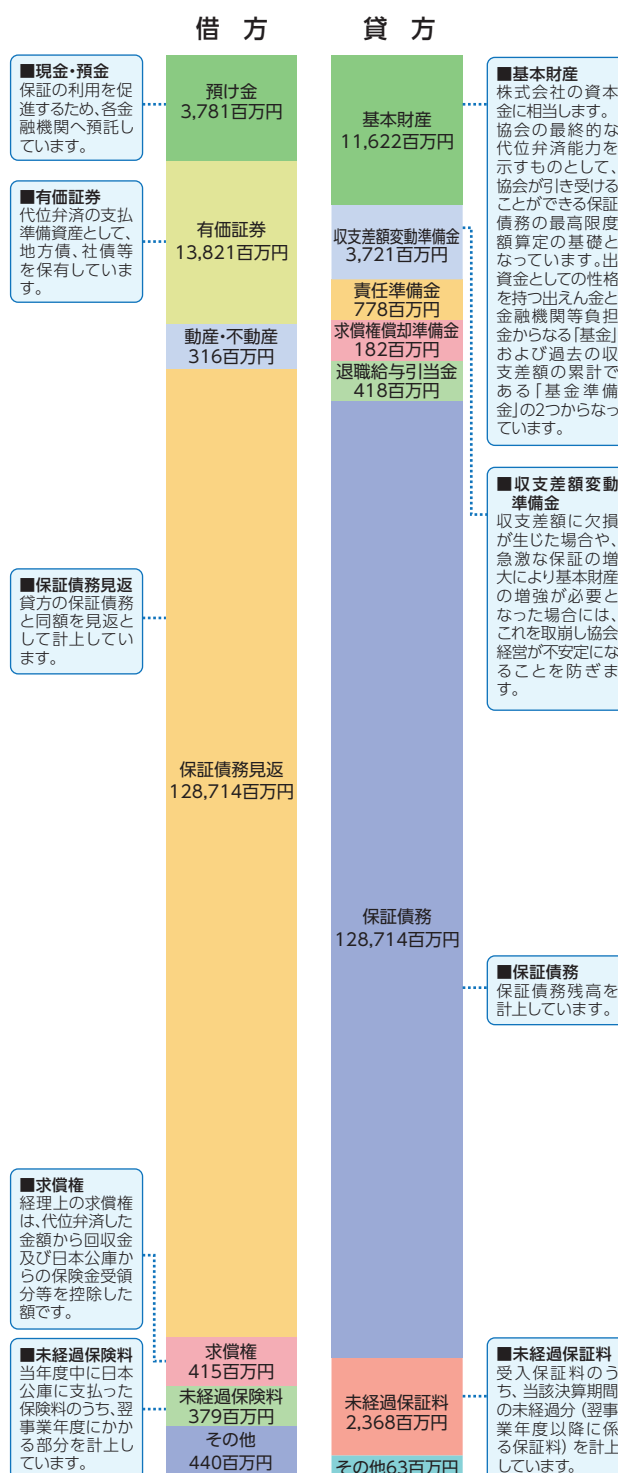 借 方
貸 方
■現金・預金
保証の利用を促
進するため、各金
融機関へ預託し
ています。
■有価証券
代位弁済の支払
準備資産として、
地方債、社債等
を保有していま
す。
■保証債務見返
貸方の保証債務
と同額を見返と
して計上してい
ます。
■求償権
経理上の求償権
は、代位弁済した
金額から回収金
及び日本公庫か
らの保険金受領
分等を控除した
額です。
■未経過保険料
当年度中に日本
公庫に支払った
保険料のうち、翌
事業年度にかか
る部分を計上し
ています。
預け金
3,781百万円
有価証券
13,821百万円
動産・不動産
316百万円
保証債務見返
128,714百万円
求償権
415百万円
未経過保険料
379百万円
その他
440百万円
基本財産
11,622百万円
収支差額変動準備金
3,721百万円
責任準備金
778百万円
求償権償却準備金
182百万円
退職給与引当金
418百万円
保証債務
128,714百万円
未経過保証料
2,368百万円
その他63百万円
■基本財産
株式会社の資本
金に相当します。
協会の最終的な
代位弁済能力を
示すものとして、
協会が引き受ける
ことができる保証
債務の最高限度
額算定の基礎と
なっています。出
資金としての性格
を持つ出えん金と
金融機関等負担
金からなる「基金」
および過去の収
支差額の累計で
ある「基金準備
金」の2つからなっ
ています。
■収支差額変動
準備金
収支差額に欠損
が生じた場合や、
急激な保証の増
大により基本財産
の増強が必要と
なった場合には、
これを取崩し協会
経営が不安定にな
ることを防ぎま
す。
■保証債務
保証債務残高を
計上しています。
■未経過保証料
受入保証料のう
ち、当該決算期間
の未経過分(翌事
業年度以降に係
る保証料)を計上
しています。